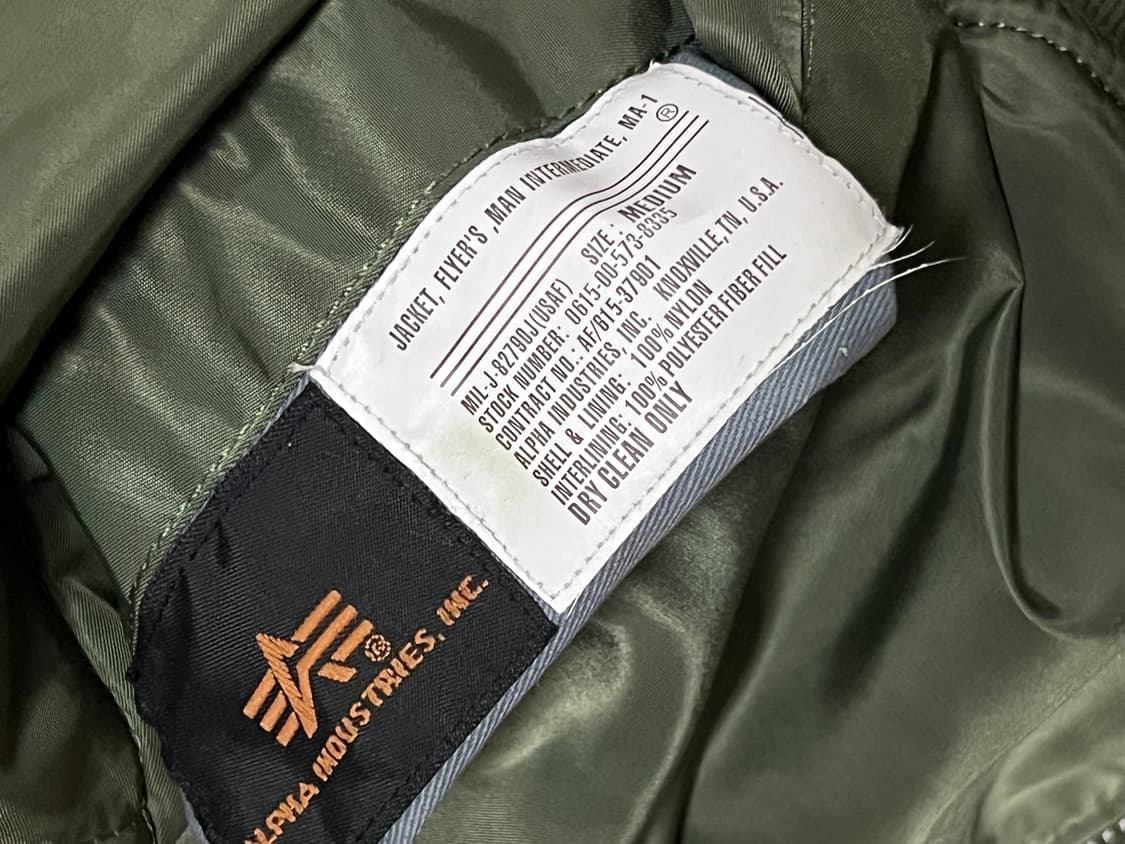 JACKET, FLYER'S ,MAN INTERMEDIATE, MA-1
®
SIZE : MEDIUM
MIL-J-8279DJ(USAF)
STOCK NUMBER: 0615-00-573-8335
CONTRACT NO.: AF/615-37901
ALPHA INDUSTRIES, INC. KNOXVILLE,TN, U.S.A.
SHELL & LINING: 100% NYLON
INTERLINING: 100% POLYESTER FIBER FILL
DRY CLEAN ONLY
®
ALPHA INDUSTRIES, INC.